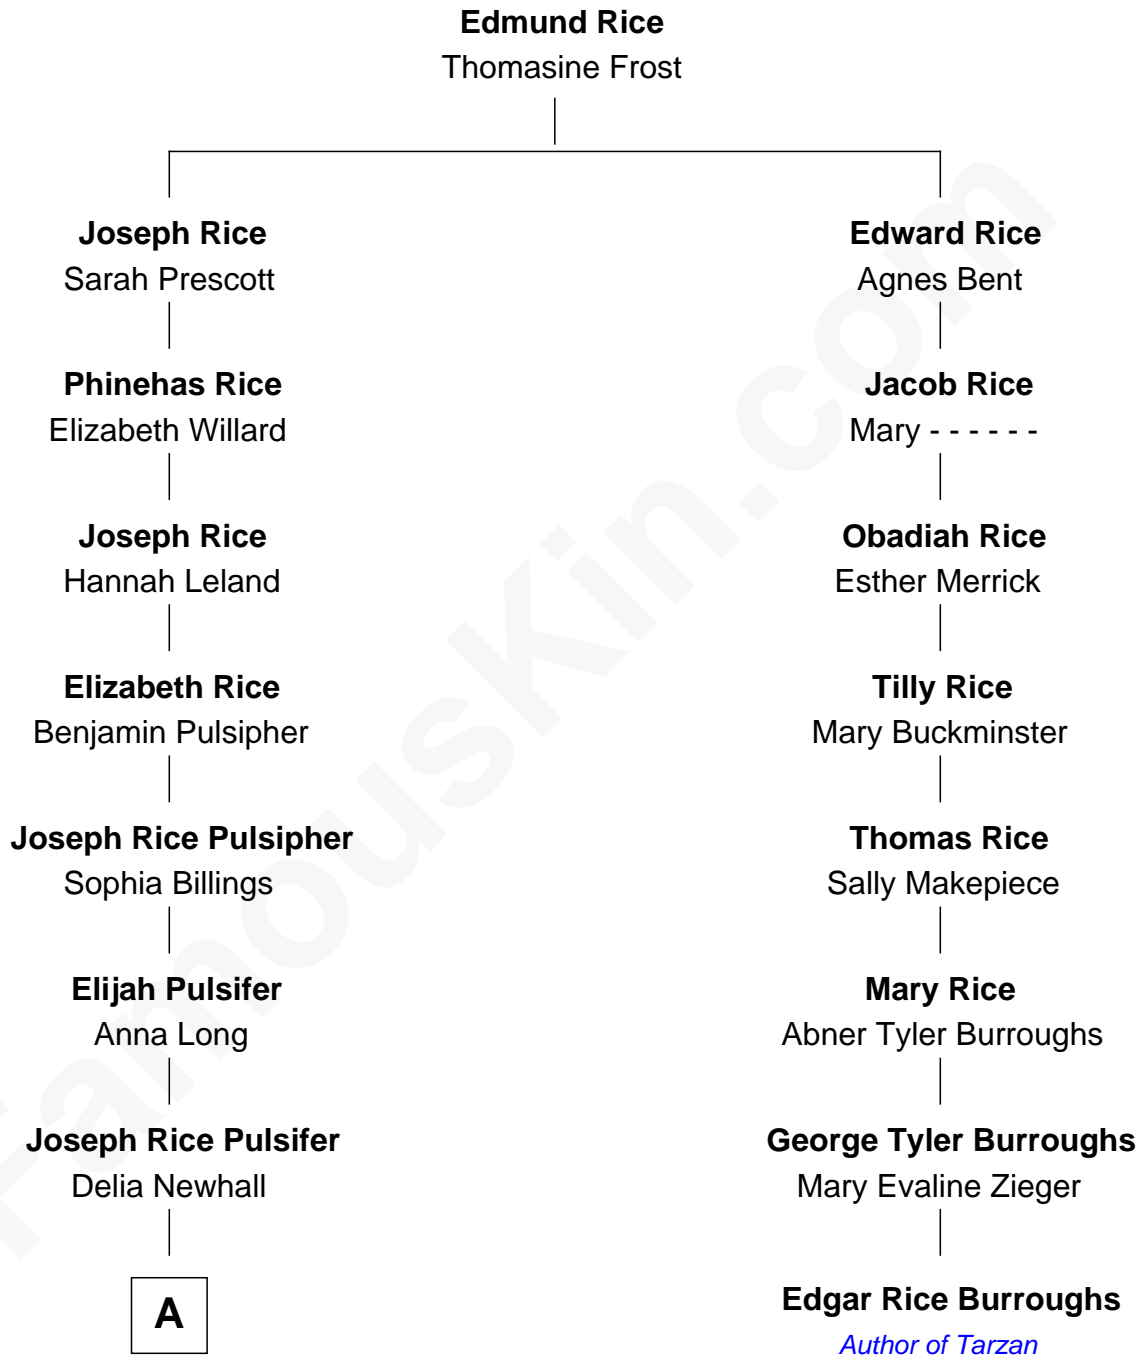 Edmund Rice
Thomasine Frost
Joseph Rice
Sarah Prescott
Phinehas Rice
Elizabeth Willard
Joseph Rice
Hannah Leland
Elizabeth Rice
Benjamin Pulsipher
Joseph Rice Pulsipher
Sophia Billings
Elijah Pulsifer
Anna Long
Joseph Rice Pulsifer
Delia Newhall
A
Edward Rice
Agnes Bent
Jacob Rice
Mary - - - - - -
Obadiah Rice
Esther Merrick
Tilly Rice
Mary Buckminster
Thomas Rice
Sally Makepiece
Mary Rice
Abner Tyler Burroughs
George Tyler Burroughs
Mary Evaline Zieger
Edgar Rice Burroughs
Author of Tarzan
FamousKin.com